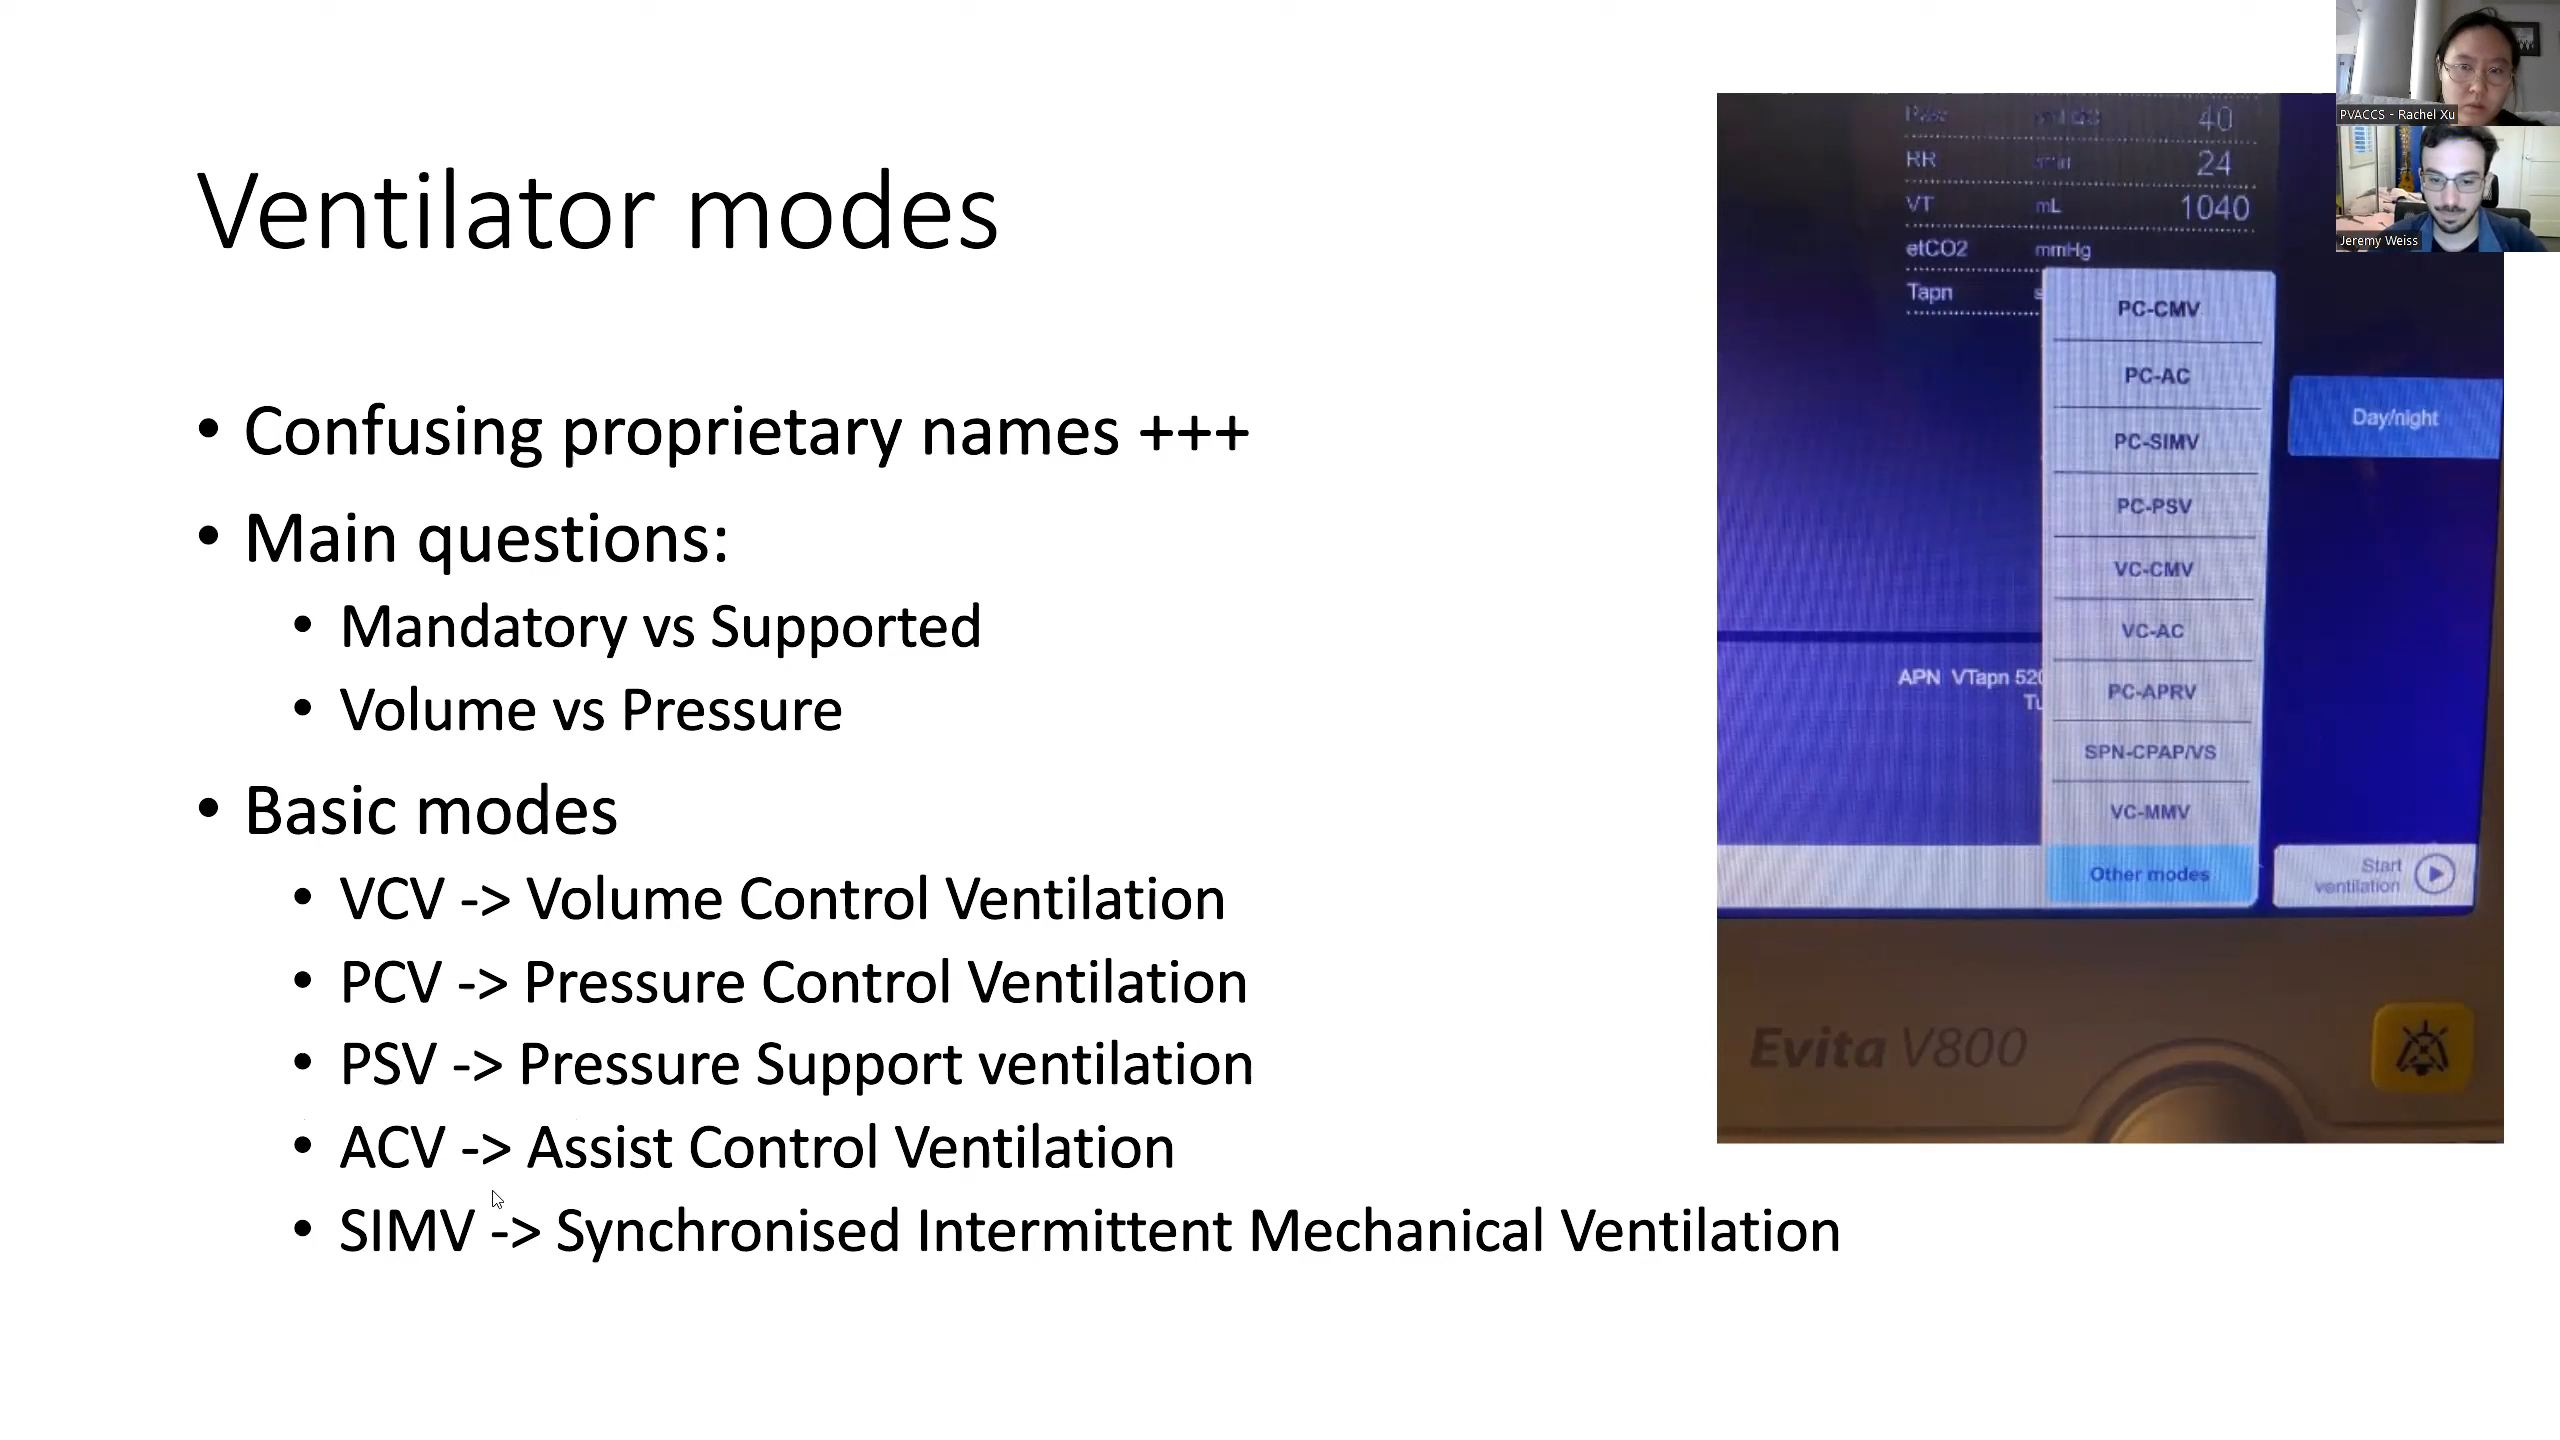 Ventilator modes
• Confusing proprietary names +++
• Main questions:
• Mandatory vs Supported
• Volume vs Pressure
• Basic modes
• VCV -> Volume Control Ventilation
• PCV -> Pressure Control Ventilation
• PSV -> Pressure Support ventilation
• ACV -> Assist Control Ventilation
• SIMV -> Synchronised Intermittent Mechanical Ventilation
40
RR 24
VT mL 1040
etCO2 mmHg
Tapn
PC-CMV
PC-AC
PC-SIMV
PC-PSV
VC-CMV
VC-AC
PC-APRV
SPN-CPAP/VS
VC-MMV
Other modes
Day/night
APN VTapn 520
Start
ventilation
Evita V800
PVACCS - Rachel Xu
Jeremy Weiss